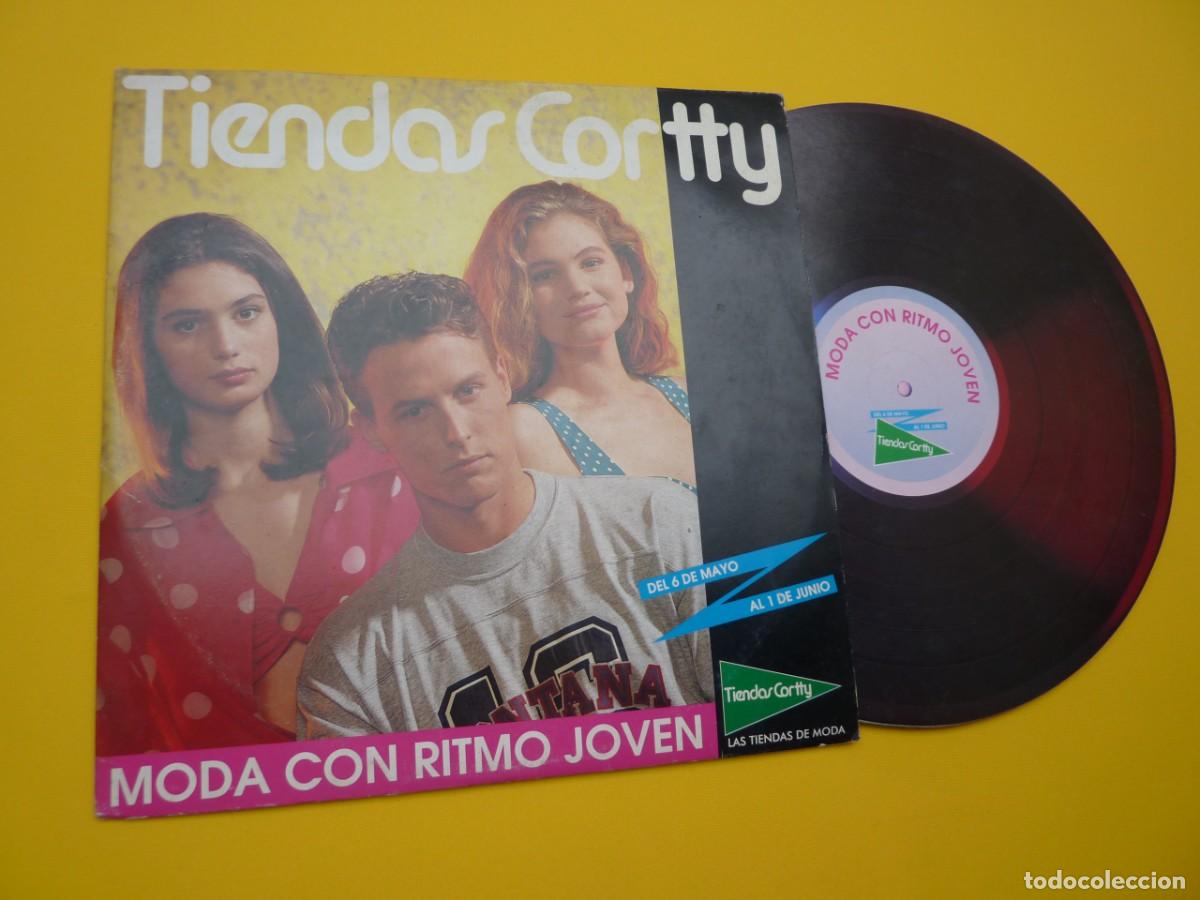 Tiendas Cortty
MODA CON RITMO JOVEN
DEL 6 DE MAYO
AL 1 DE JUNIO
Tiendas Cortty
DEL 6 DE MAYO
AL 1 DE JUNIO
Tiendas Cortty
LAS TIENDAS DE MODA
MODA CON RITMO JOVEN
todocoleccion